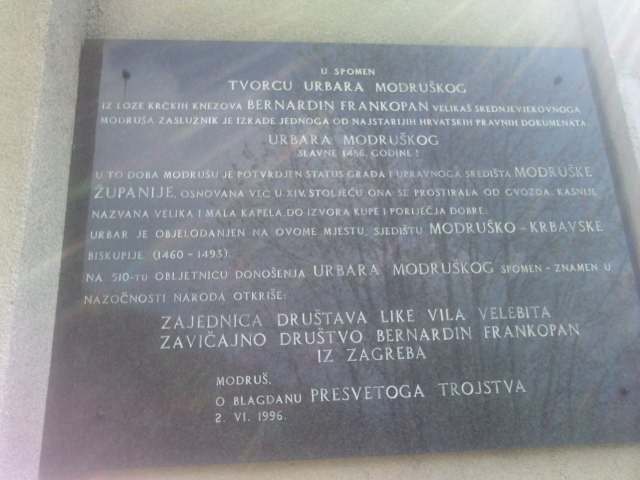 U SPOMEN
TVORCU URBARA MODRUŠKOG
IZ LOZE KRČKIH KNEZOVA BERNARDIN FRANKOPAN VELIKAŠ SREDNJEVJEKOVNOGA
MODRUŠA ZASLUŽNIK JE IZRADE JEDNOGA OD NAJSTARIJIH HRVATSKIH PRAVNIH DOKUMENATA.
URBARA MODRUŠKOG
SLAVNE 1486. GODINE!
U TO DOBA MODRUŠU JE POTVRDJEN STATUS GRADA I UPRAVNOGA SREDIŠTA MODRUŠKE
ŽUPANIJE, OSNOVANA VEĆ U XIV. STOLJEĆU ONA SE PROSTIRALA OD GVOZDA, KASNIJE
NAZVANA VELIKA I MALA KAPELA, DO IZVORA KUPE I PORIJEČJA DOBRE.
URBAR JE OBJELODANJEN NA OVOME MJESTU, SJEDIŠTU MODRUŠKO-KRBAVSKE
BISKUPIJE (1460-1493).
NA 510-TU OBLJETNICU DONOŠENJA URBARA MODRUŠKOG SPOMEN-ZNAMEN U
NAZOČNOSTI NARODA OTKRIŠE:
ZAJEDNICA DRUŠTAVA LIKE VILA VELEBITA
ZAVIČAJNO DRUŠTVO BERNARDIN FRANKOPAN
IZ ZAGREBA
MODRUŠ,
O BLAGDANU PRESVETOGA TROJSTVA
2. VI. 1996.